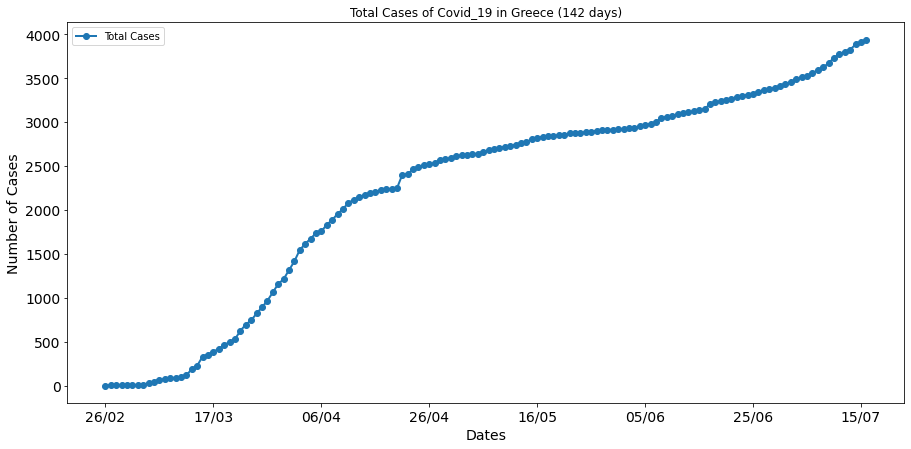 Total Cases of Covid_19 in Greece (142 days)
Total Cases
4000
3500
3000
2500
2000
1500
1000
500
0
Number of Cases
26/02 17/03 06/04 26/04 16/05 05/06 25/06 15/07
Dates